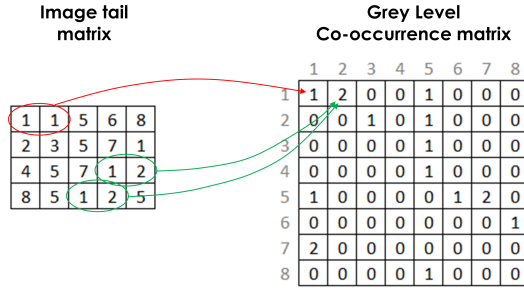 Image tail
matrix
Grey Level
Co-occurrence matrix
1 1 5 6 8
2 3 5 7 1
4 5 7 1 2
8 5 1 2 5
1 2 3 4 5 6 7 8
1 1 2 0 0 1 0 0 0
2 0 0 1 0 1 0 0 0
3 0 0 0 0 1 0 0 0
4 0 0 0 0 1 0 0 0
5 1 0 0 0 0 1 2 0
6 0 0 0 0 0 0 0 1
7 2 0 0 0 0 0 0 0
8 0 0 0 0 1 0 0 0